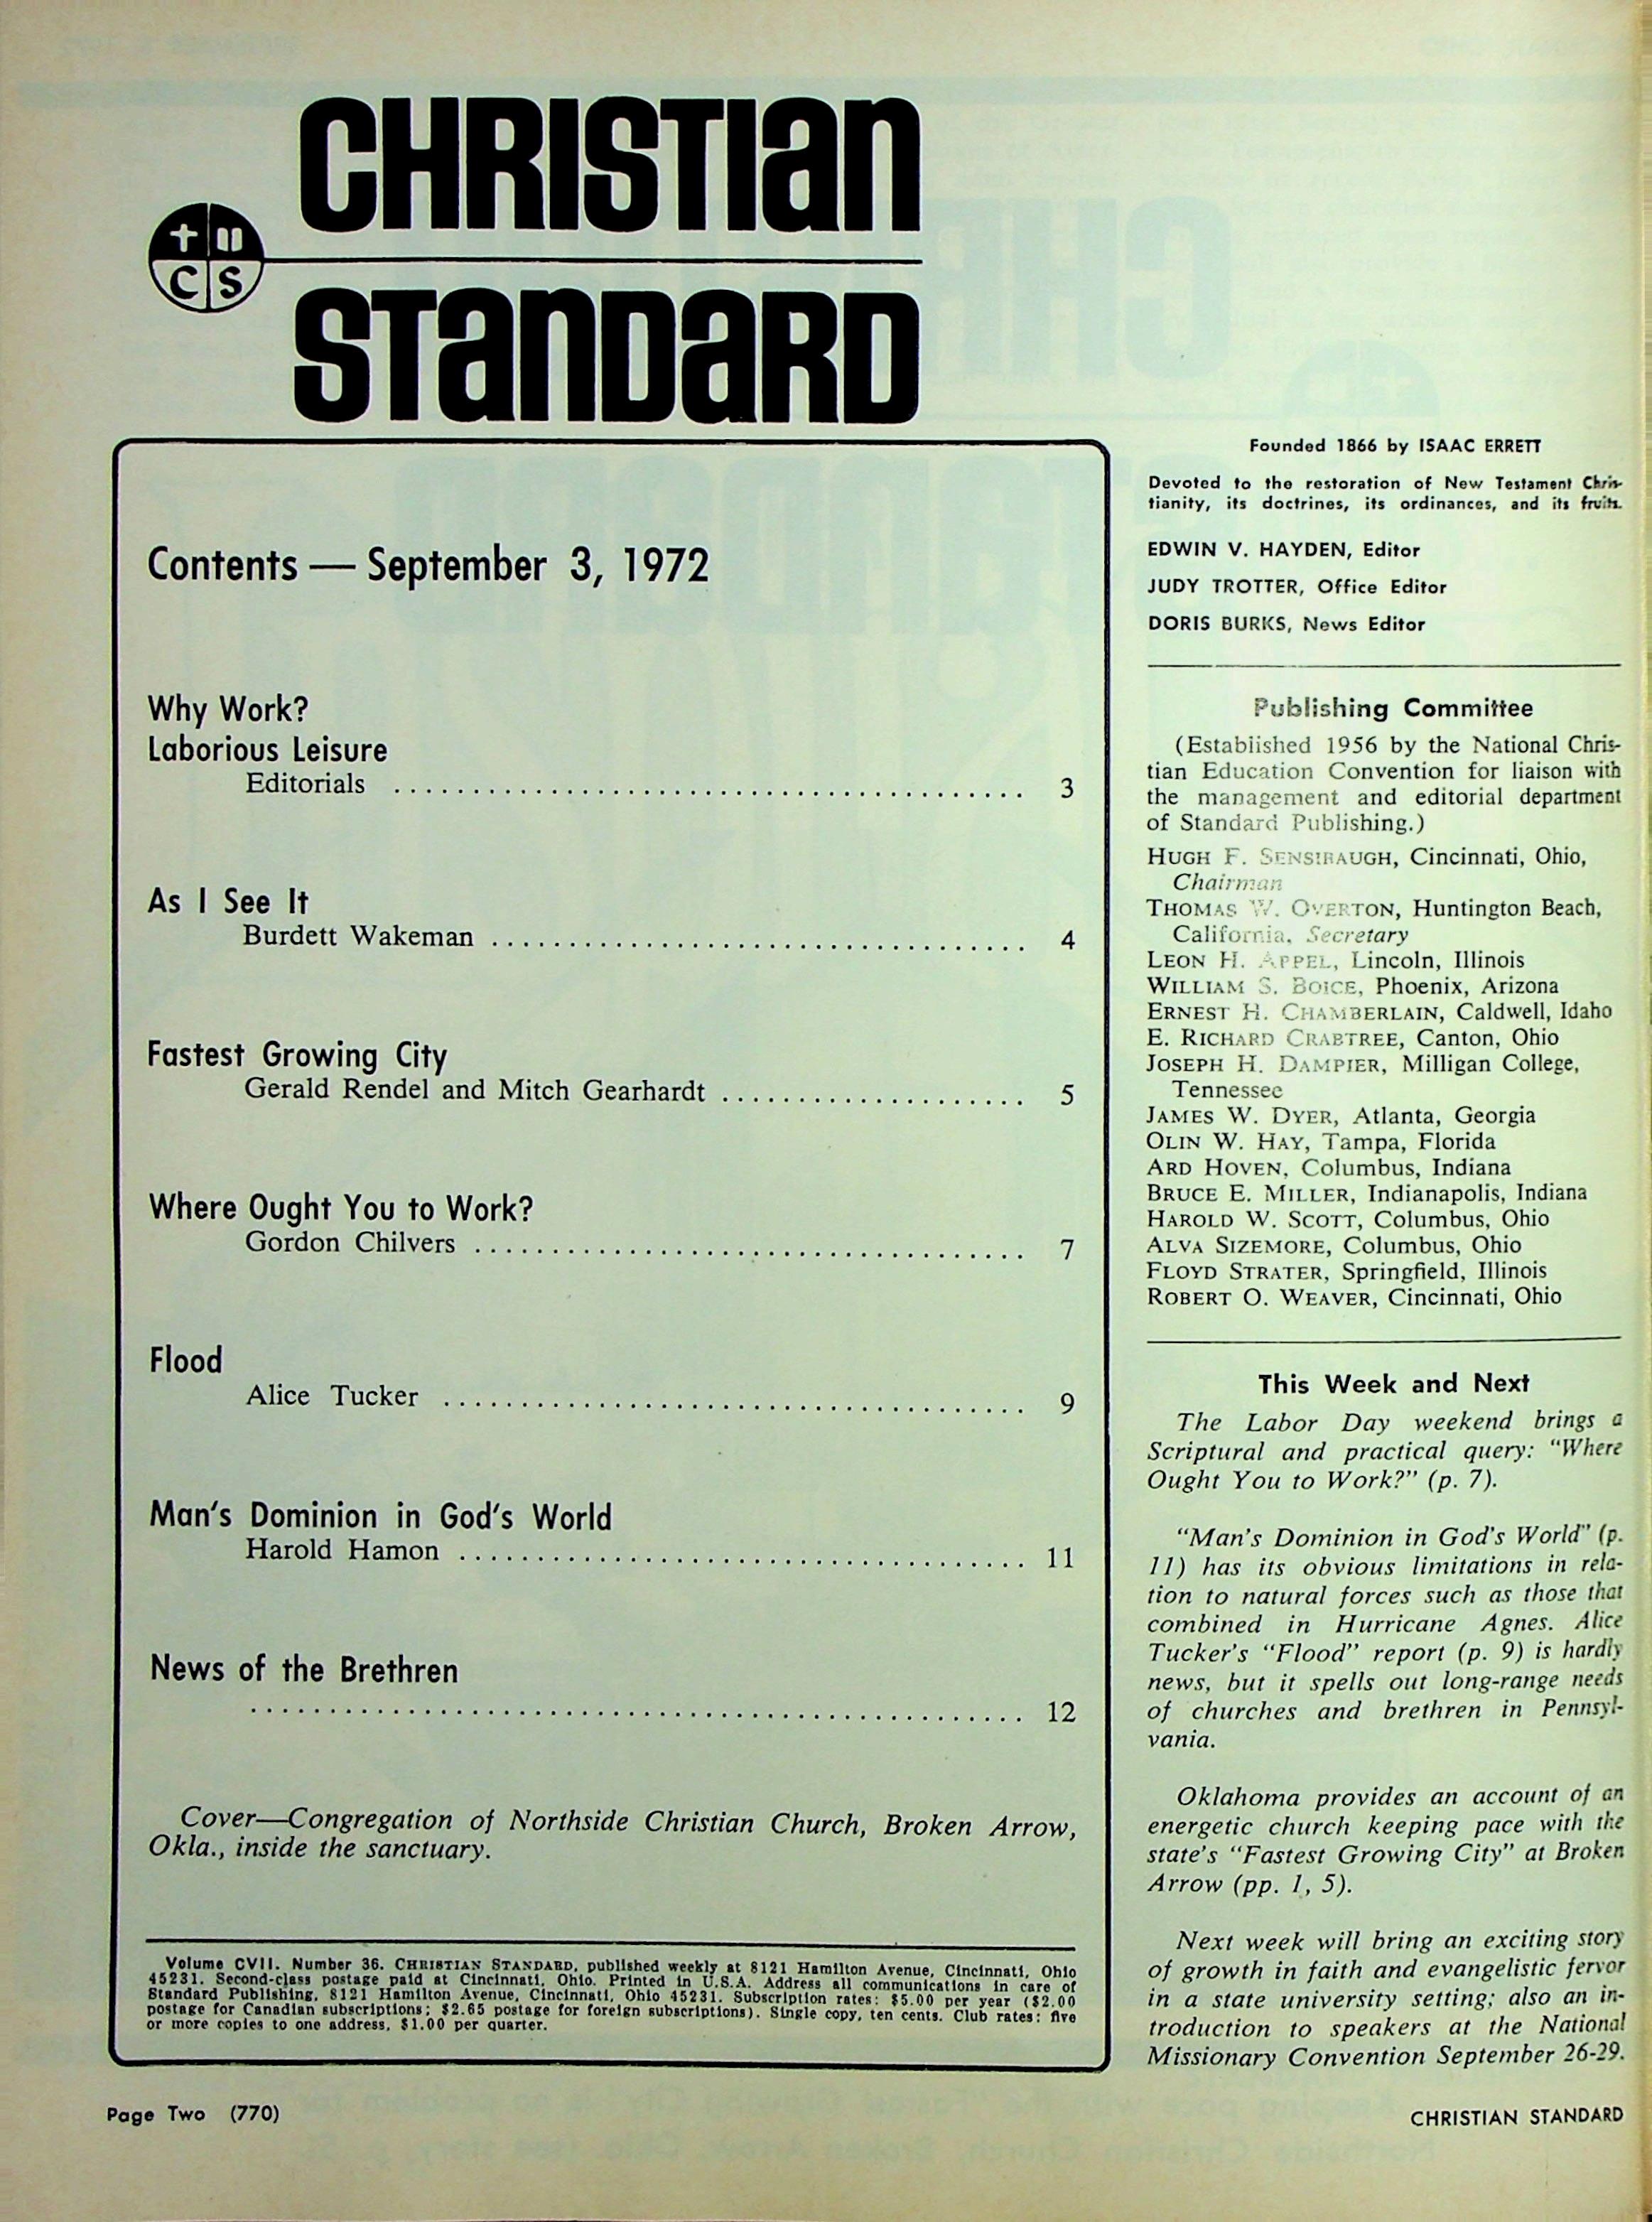 CHRISTIAN
t m
C S
STANDARD
Contents — September 3, 1972
Why Work?
Laborious Leisure
Editorials ........................................ 3
As I See It
Burdett Wakeman .................................. 4
Fastest Growing City
Gerald Rendel and Mitch Gearhardt .................... 5
Where Ought You to Work?
Gordon Chilvers ................................... 7
Flood
Alice Tucker ..................................... 9
Man's Dominion in God's World
Harold Hamon .................................... 11
News of the Brethren
.................................................. 12
Cover—Congregation of Northside Christian Church, Broken Arrow,
Okla., inside the sanctuary.
Volume CVII. Number 36. CHRISTIAN STANDARD, published weekly at 8121 Hamilton Avenue, Cincinnati, Ohio
45231. Second-class postage paid at Cincinnati, Ohio. Printed in U.S.A. Address all communications in care of
Standard Publishing, 8121 Hamilton Avenue, Cincinnati, Ohio 45231. Subscription rates: $5.00 per year ($2.00
postage for Canadian subscriptions; $2.65 postage for foreign subscriptions). Single copy, ten cents. Club rates: five
or more copies to one address, $1.00 per quarter.
Founded 1866 by ISAAC ERRETT
Devoted to the restoration of New Testament Chris-
tianity, its doctrines, its ordinances, and its fruits.
EDWIN V. HAYDEN, Editor
JUDY TROTTER, Office Editor
DORIS BURKS, News Editor
Publishing Committee
(Established 1956 by the National Chris-
tian Education Convention for liaison with
the management and editorial department
of Standard Publishing.)
HUGH F. SENSIBAUGH, Cincinnati, Ohio,
Chairman
THOMAS W. OVERTON, Huntington Beach,
California, Secretary
LEON H. APPEL, Lincoln, Illinois
WILLIAM S. BOICE, Phoenix, Arizona
ERNEST H. CHAMBERLAIN, Caldwell, Idaho
E. RICHARD CRABTREE, Canton, Ohio
JOSEPH H. DAMPIER, Milligan College,
Tennessee
JAMES W. DYER, Atlanta, Georgia
OLIN W. HAY, Tampa, Florida
ARD HOVEN, Columbus, Indiana
BRUCE E. MILLER, Indianapolis, Indiana
HAROLD W. SCOTT, Columbus, Ohio
ALVA SIZEMORE, Columbus, Ohio
FLOYD STRATER, Springfield, Illinois
ROBERT O. WEAVER, Cincinnati, Ohio
This Week and Next
The Labor Day weekend brings a
Scriptural and practical query: "Where
Ought You to Work?" (p. 7).
"Man's Dominion in God's World" (p.
11) has its obvious limitations in rela-
tion to natural forces such as those that
combined in Hurricane Agnes. Alice
Tucker's "Flood" report (p. 9) is hardly
news, but it spells out long-range needs
of churches and brethren in Pennsyl-
vania.
Oklahoma provides an account of an
energetic church keeping pace with the
state's "Fastest Growing City" at Broken
Arrow (pp. 1, 5).
Next week will bring an exciting story
of growth in faith and evangelistic fervor
in a state university setting; also an in-
troduction to speakers at the National
Missionary Convention September 26-29.
Page Two (770)
CHRISTIAN STANDARD